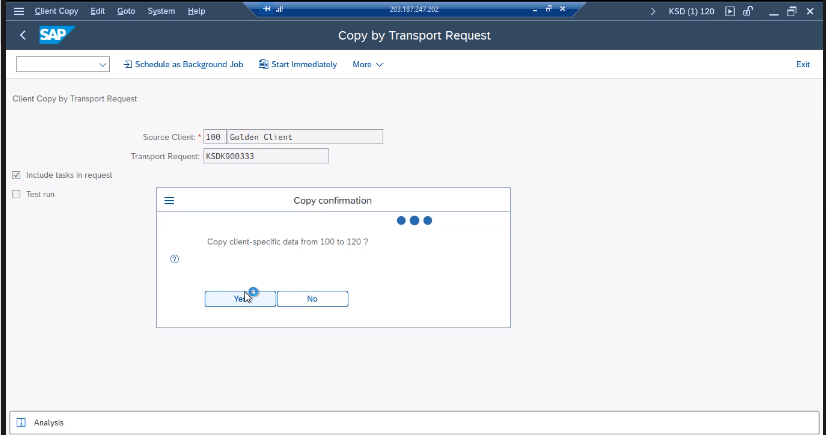 Client Copy Edit Goto System Help 203.187.247.202 KSD (1) 120
SAP Copy by Transport Request
Schedule as Background Job Start Immediately More Exit
Client Copy by Transport Request
Source Client: * 100 Golden Client
Transport Request: KSDK900333
Include tasks in request
Test run
Copy confirmation
Copy client-specific data from 100 to 120 ?
Yes No
Analysis